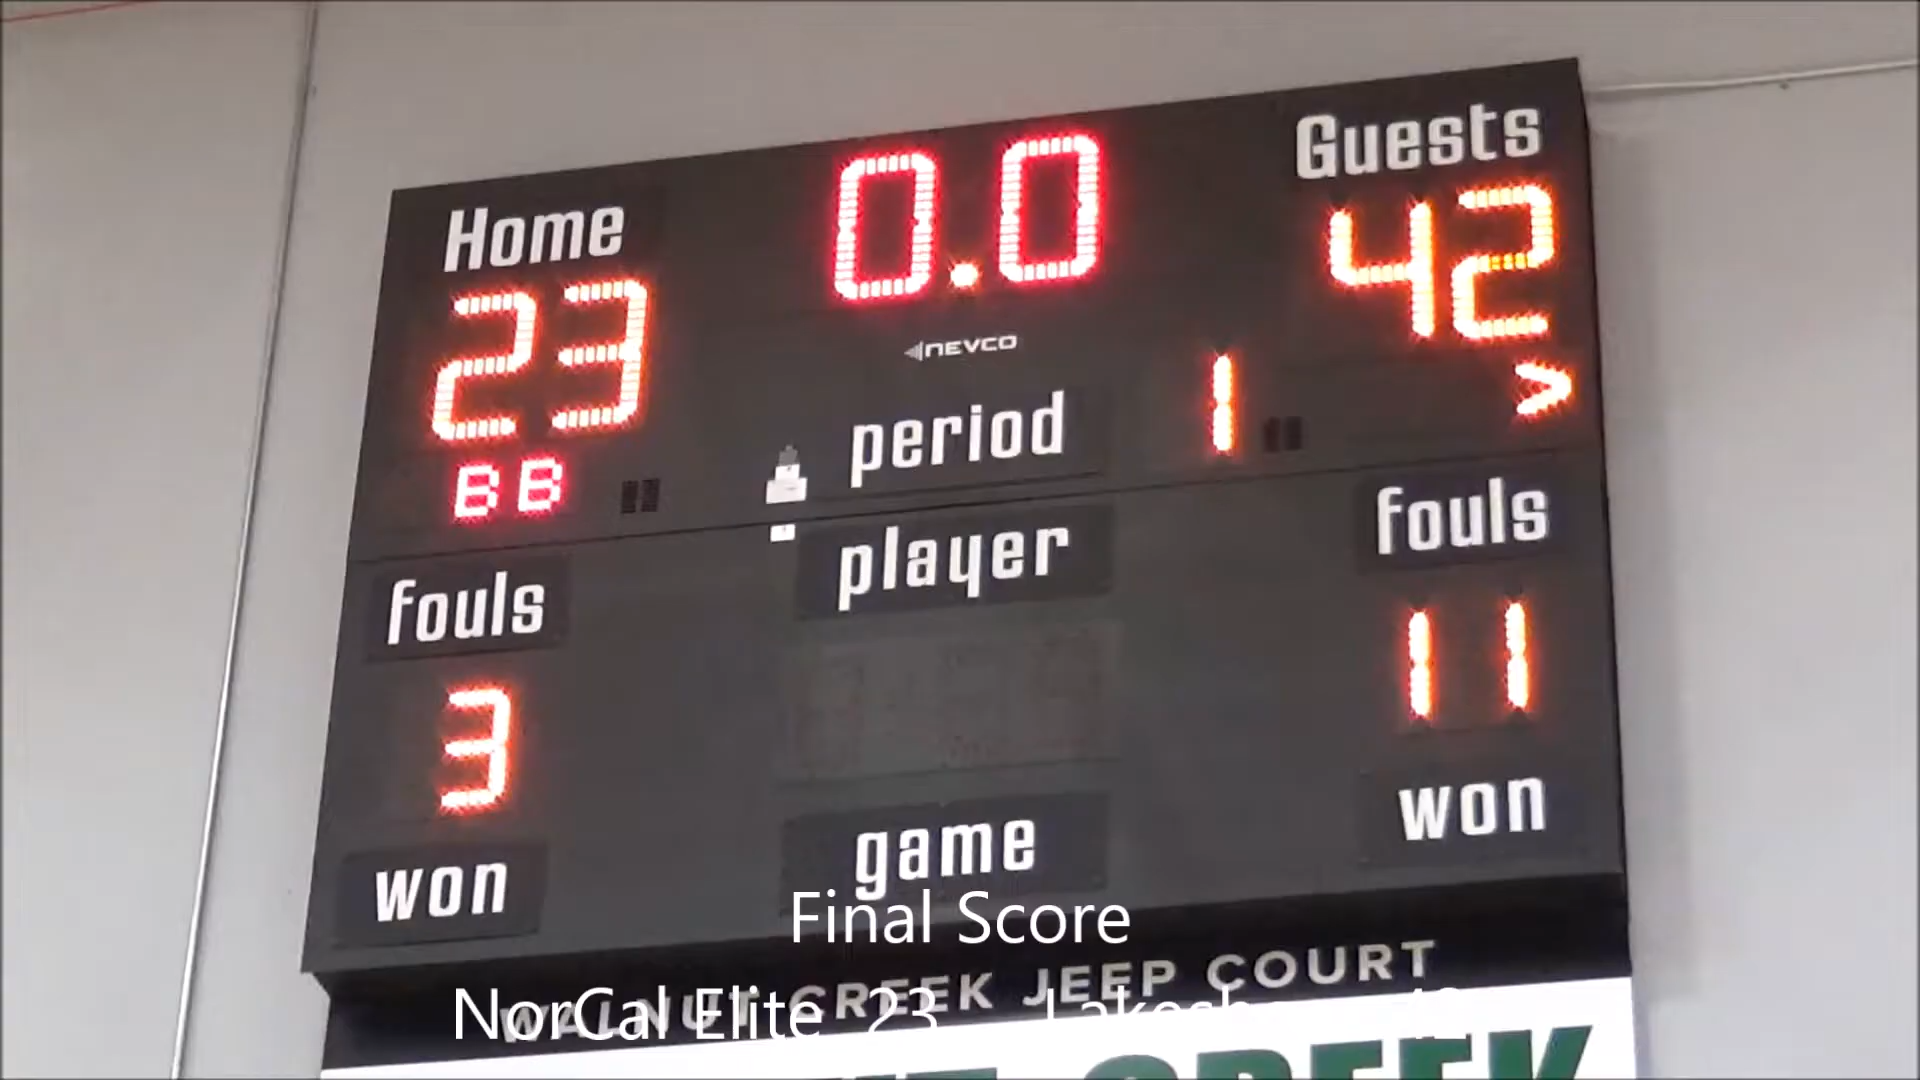 Home
0.0
Guests
23
42
NEVCO
>
BB
period
1
fouls
player
fouls
3
11
won
game
won
Final Score
WALNUT CREEK JEEP COURT
NorCal Elite 23
CREEK